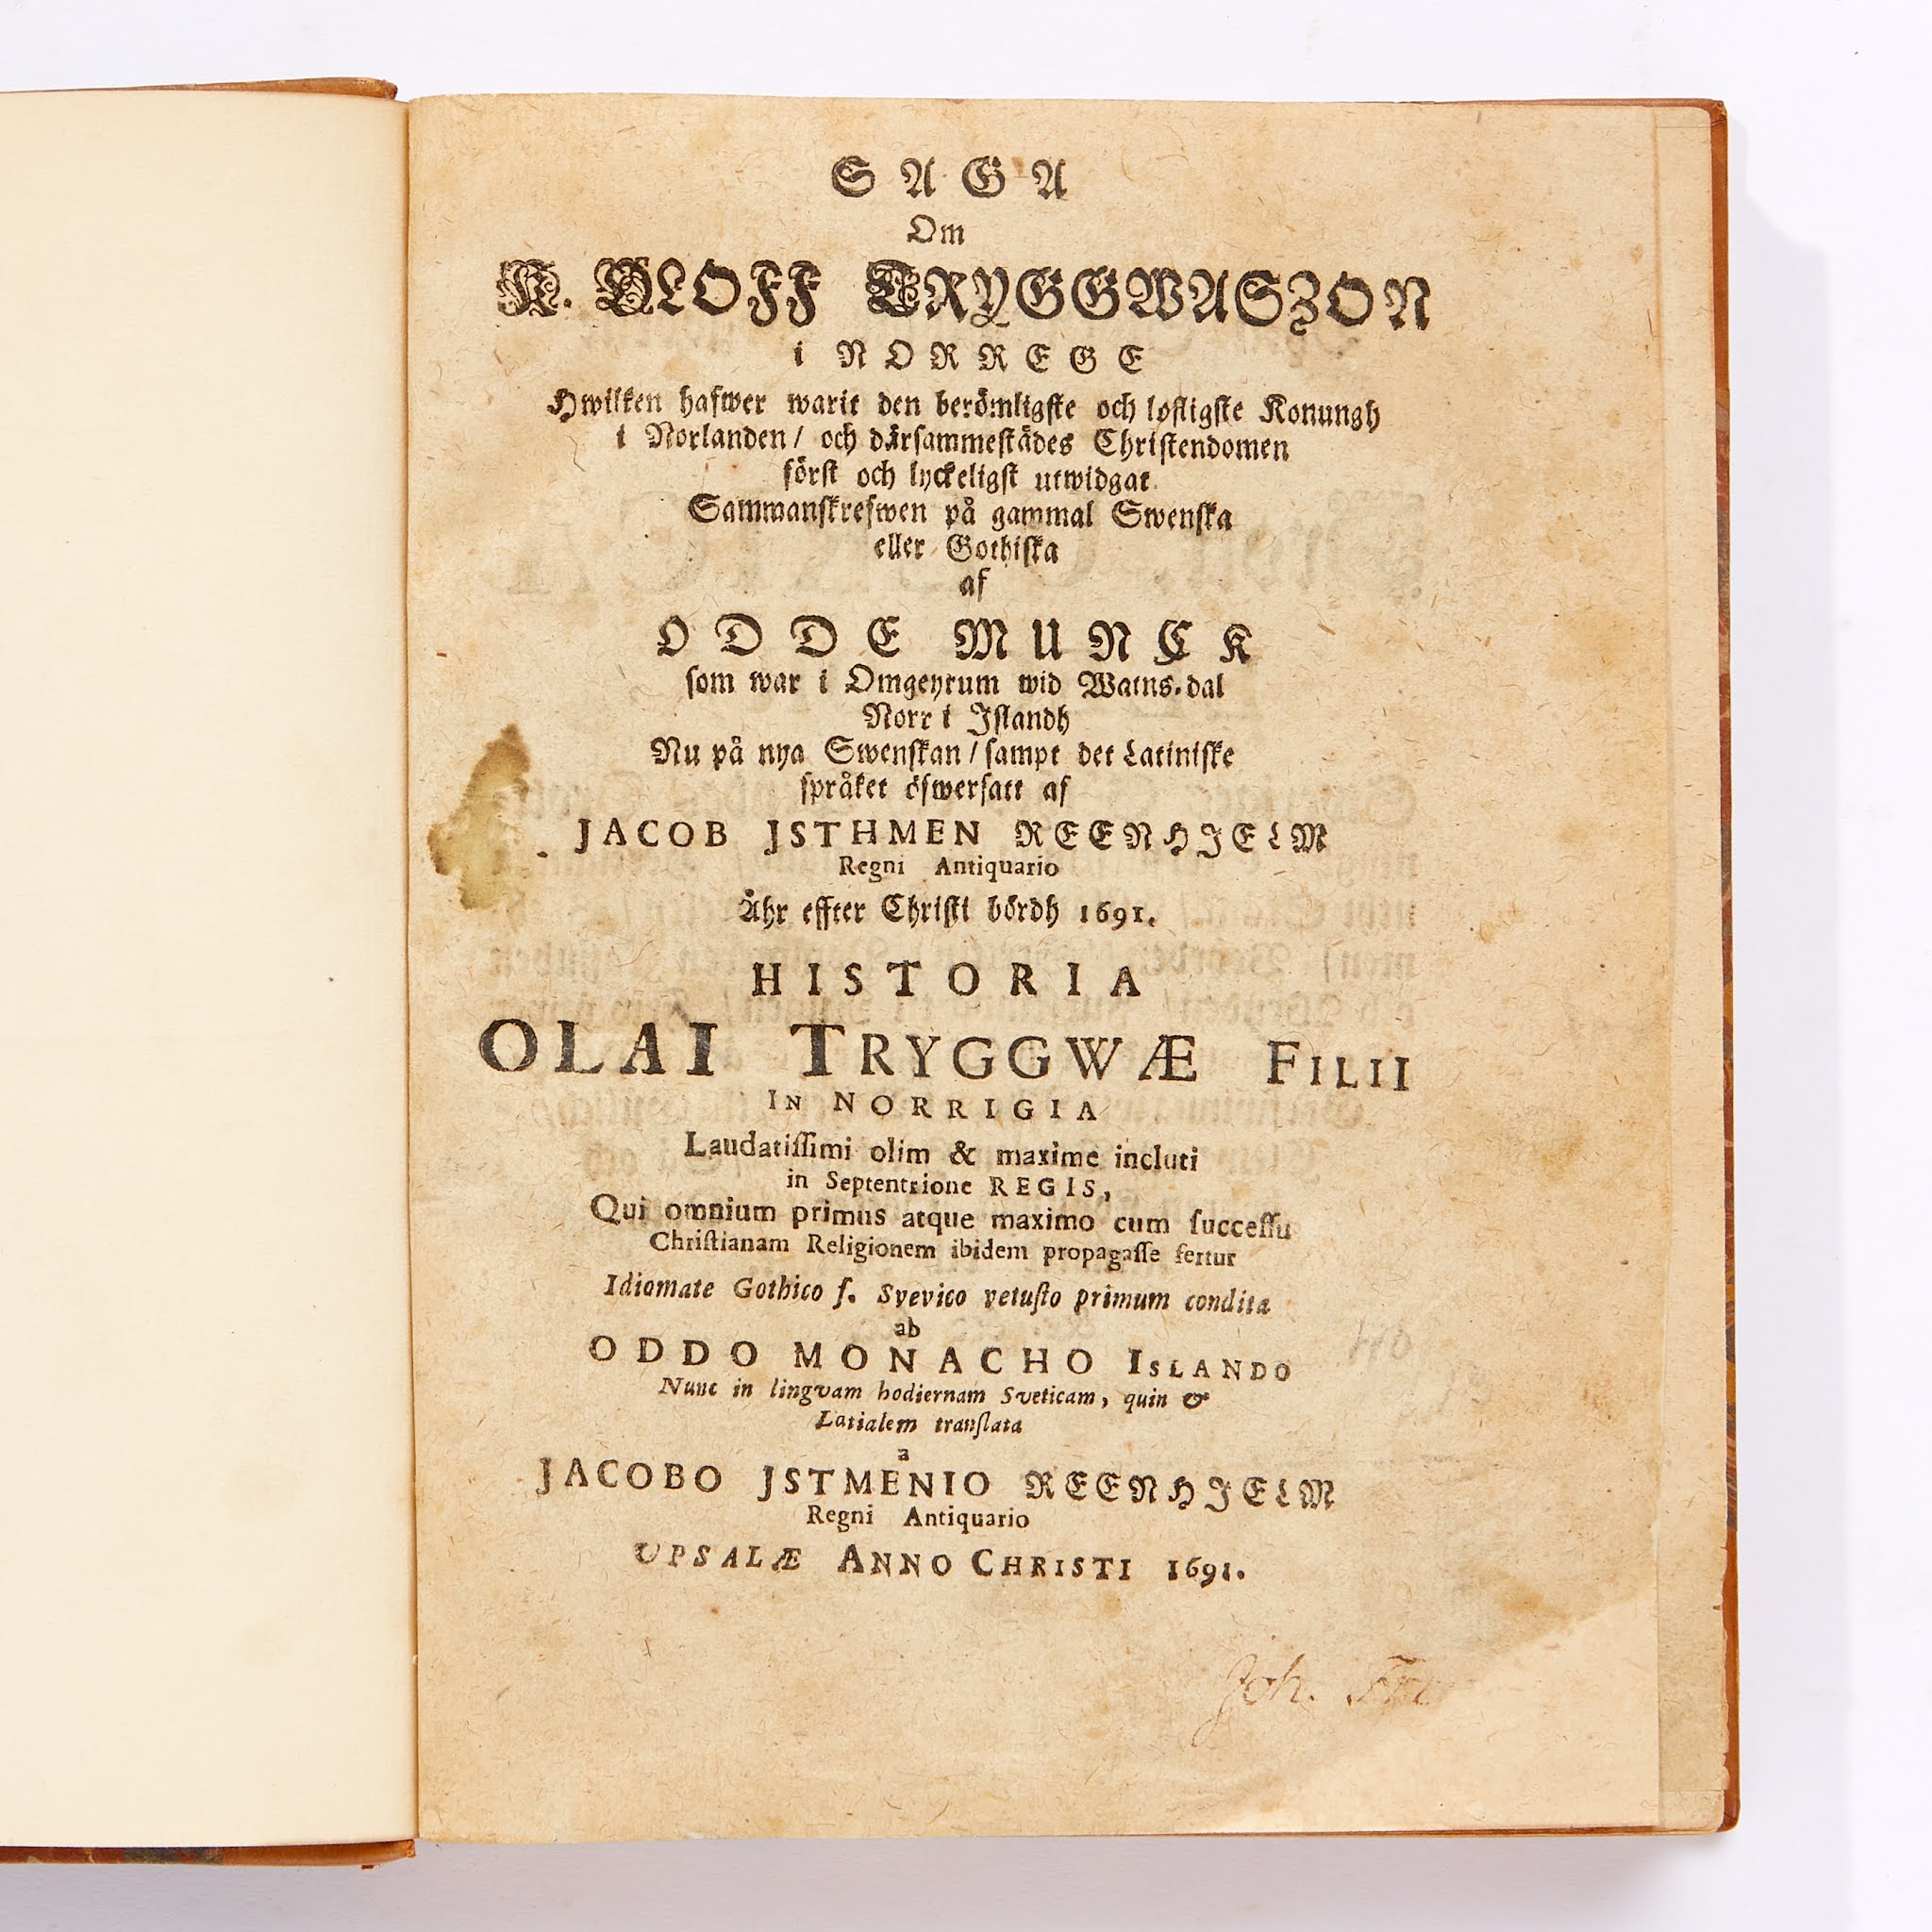 SAGA
Om
K. OLOFF TRYGGWASZON
i NORREGE
Hwilken hafwer warit den berömligste och lofligste Konungh
i Norlanden / och därsammestädes Christendomen
först och lyckeligst utwidgat
Sammanskrefwen på gammal Swenska
eller Gothiska
af
ODDE MUNCK
som war i Omgeyrum wid Watns-dal
Norr i Islandh
Nu på nya Swenskan / sampt det Latiniske
språket öfwersatt af
JACOB JSTHMEN REENHJELM
Regni Antiquario
Åhr effter Christi bördh 1691.
HISTORIA
OLAI TRYGGWÆ FILII
IN NORRIGIA
Laudatiſſimi olim & maxime incluti
in Septentrione REGIS,
Qui omnium primus atque maximo cum ſucceſſu
Chriſtianam Religionem ibidem propagaſſe fertur
Idiomate Gothico ſ. Svevico vetuſto primum condita
ab
ODDO MONACHO ISLANDO
Nunc in lingvam hodiernam Sveticam, quin &
Latialem tranſlata
a
JACOBO JSTMENIO REENHJELM
Regni Antiquario
UPSALÆ ANNO CHRISTI 1691.
Joh.